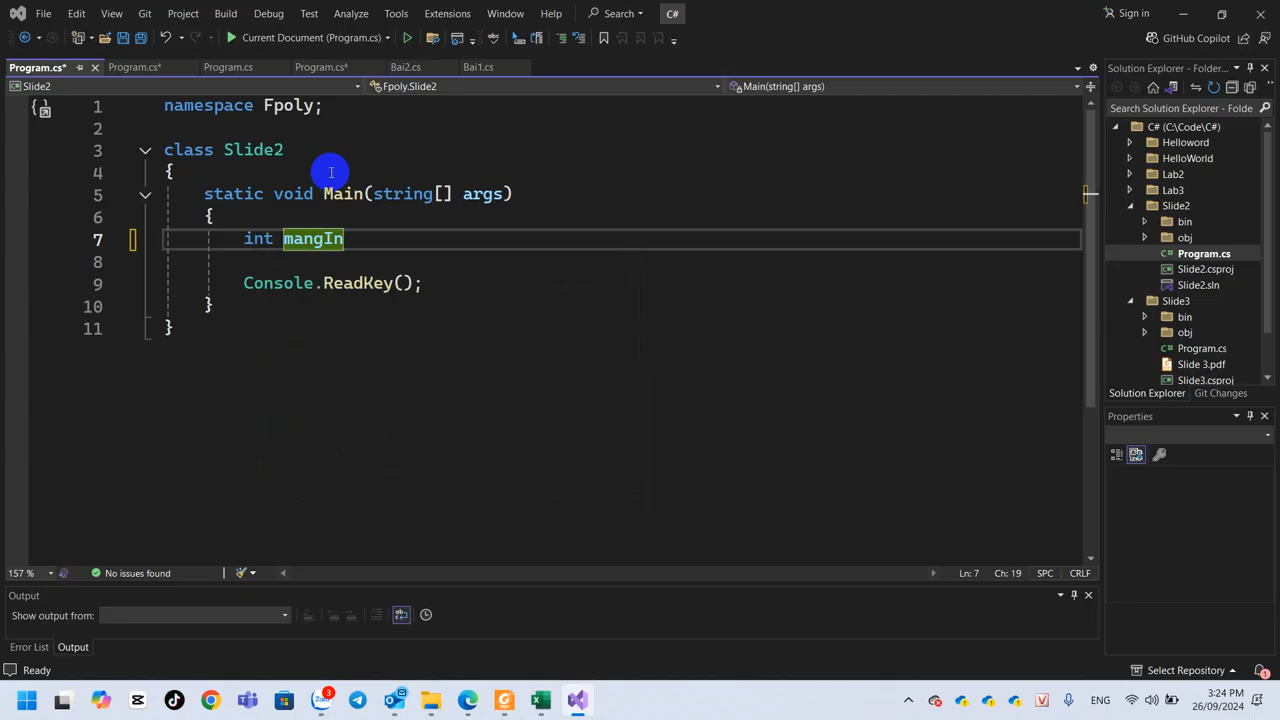 File Edit View Git Project Build Debug Test Analyze Tools Extensions Window Help Search C# Sign in
Current Document (Program.cs) GitHub Copilot
Program.cs* Program.cs* Program.cs Program.cs* Bai2.cs Bai1.cs
Slide2 Fpoly.Slide2 Main(string[] args)
1 namespace Fpoly;
2
3 class Slide2
4 {
5 static void Main(string[] args)
6 {
7 int mangIn
8
9 Console.ReadKey();
10 }
11 }
157 % No issues found Ln: 7 Ch: 19 SPC CRLF
Output
Show output from:
Error List Output
Ready Select Repository
Solution Explorer - Folder...
Search Solution Explorer - Folde
C# (C:\Code\C#)
Helloword
HelloWorld
Lab2
Lab3
Slide2
bin
obj
C# Program.cs
Slide2.csproj
Slide2.sln
Slide3
bin
obj
C# Program.cs
Slide 3.pdf
Slide3.csproj
Solution Explorer Git Changes
Properties
Zalo 3
ENG
3:24 PM
26/09/2024
1